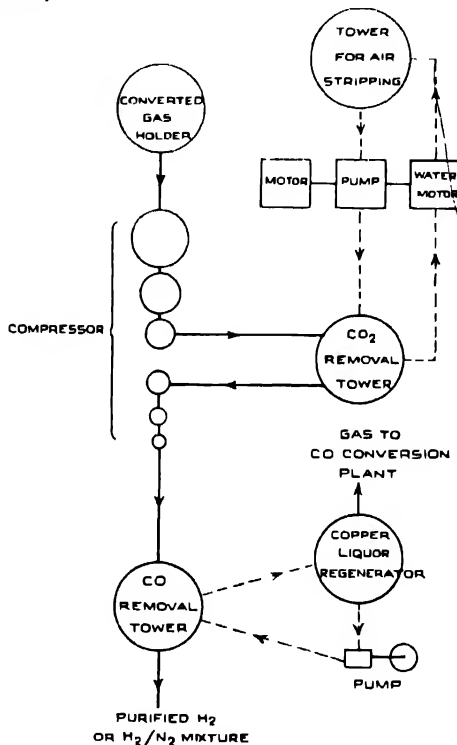 TOWER
FOR AIR
STRIPPING
CONVERTED
GAS
HOLDER
MOTOR
PUMP
WATER
MOTOR
COMPRESSOR
CO2
REMOVAL
TOWER
GAS TO
CO CONVERSION
PLANT
COPPER
LIQUOR
REGENERATOR
CO
REMOVAL
TOWER
PUMP
PURIFIED H2
OR H2/N2 MIXTURE